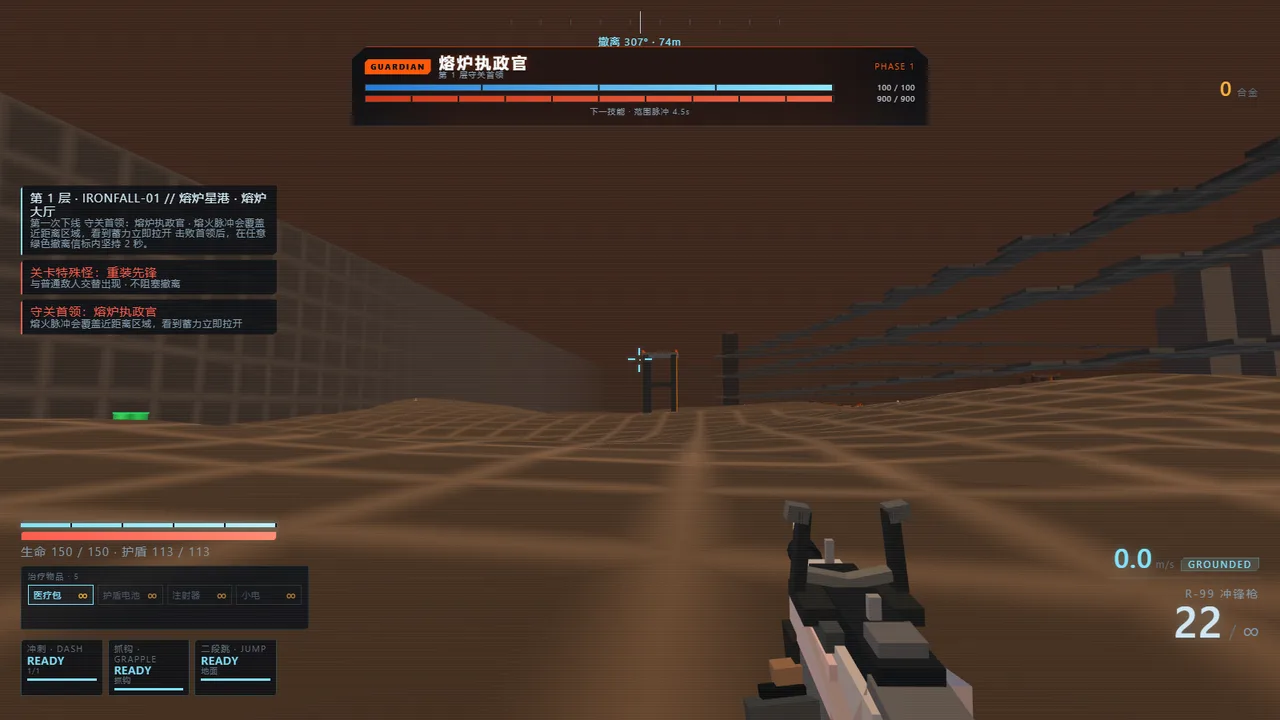 撤离 307° · 74m
GUARDIAN
熔炉执政官
第 1 层守关首领
PHASE 1
100 / 100
900 / 900
下一技能 · 范围脉冲 4.5s
0 合金
第 1 层 · IRONFALL-01 // 熔炉星港 · 熔炉
大厅
第一次下线 守关首领：熔炉执政官 · 熔火脉冲会覆盖
近距离区域，看到蓄力立即拉开 击败首领后，在任意
绿色撤离信标内坚持 2 秒。
关卡特殊怪：重装先锋
与普通敌人交替出现 · 不阻塞撤离
守关首领：熔炉执政官
熔火脉冲会覆盖近距离区域，看到蓄力立即拉开
生命 150 / 150 · 护盾 113 / 113
治疗物品 · 5
医疗包 ∞
护盾电池 ∞
注射器 ∞
小电 ∞
冲刺 · DASH
READY
1/1
抓钩 ·
GRAPPLE
READY
抓钩
二段跳 · JUMP
READY
地面
0.0 m/s GROUNDED
R-99 冲锋枪
22 / ∞